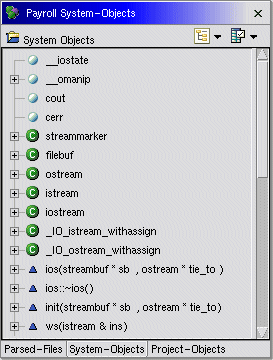 Payroll System-Objects
System Objects
__iostate
__omanip
cout
cerr
C streammarker
C filebuf
C ostream
C istream
C iostream
C _IO_istream_withassign
C _IO_ostream_withassign
ios(streambuf * sb , ostream * tie_to )
ios::~ios()
init(streambuf * sb , ostream * tie_to)
ws(istream & ins)
Parsed-Files System-Objects Project-Objects